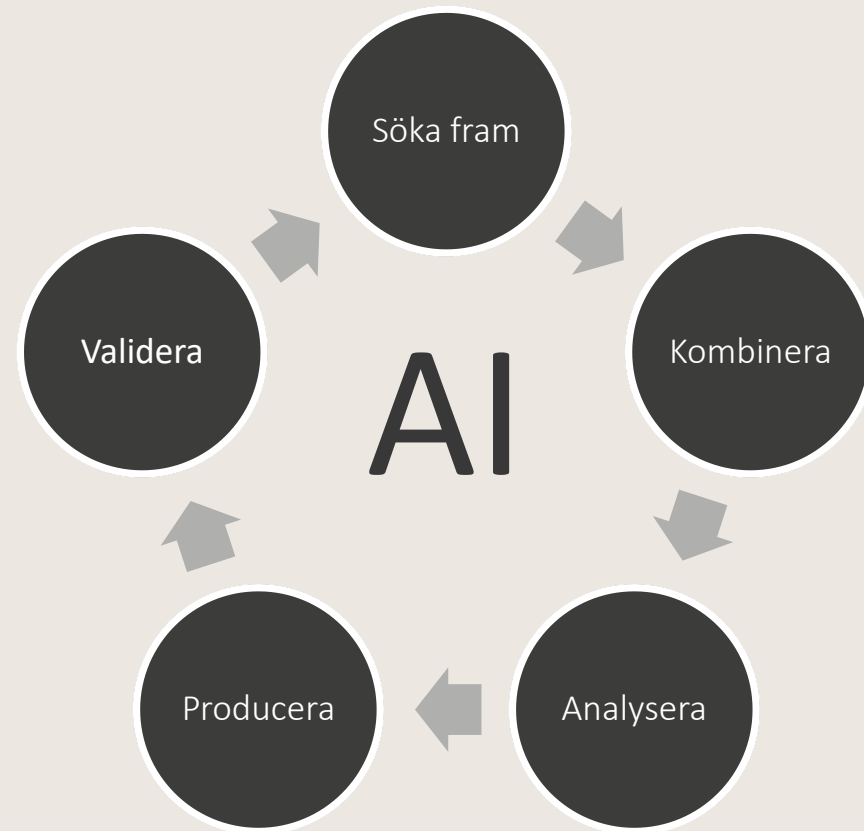 Söka fram
Kombinera
Analysera
Producera
Validera
AI